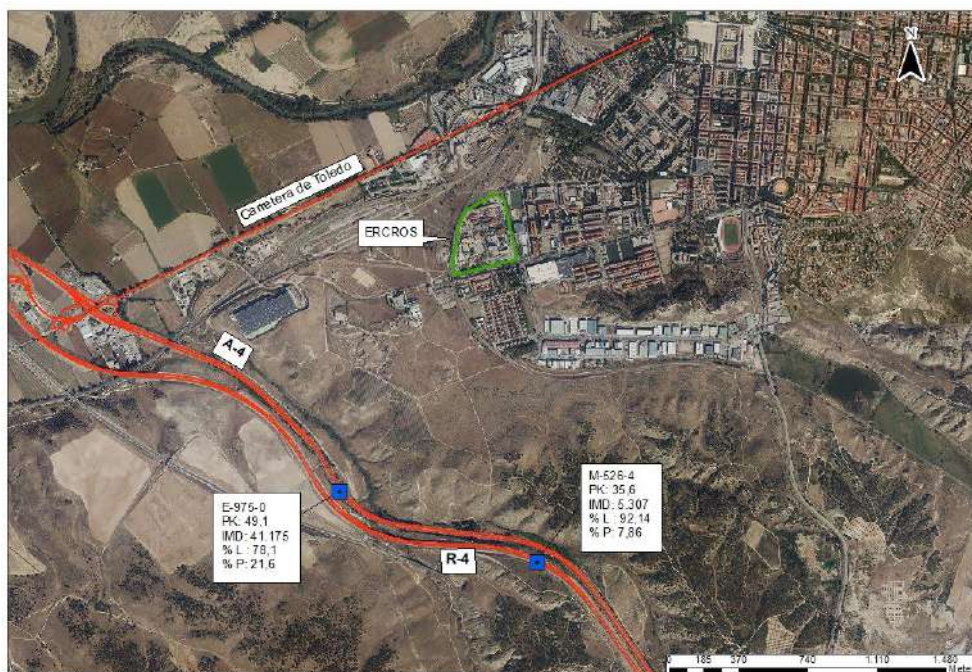 N
Carretera de Toledo
ERCROS
A-4
M-526-4
PK: 35,6
IMD: 5.307
% L : 92,14
% P : 7,86
E-975-0
PK: 49,1
IMD: 41.175
% L : 78,1
% P: 21,6
R-4
0 185 370 740 1.110 1.480